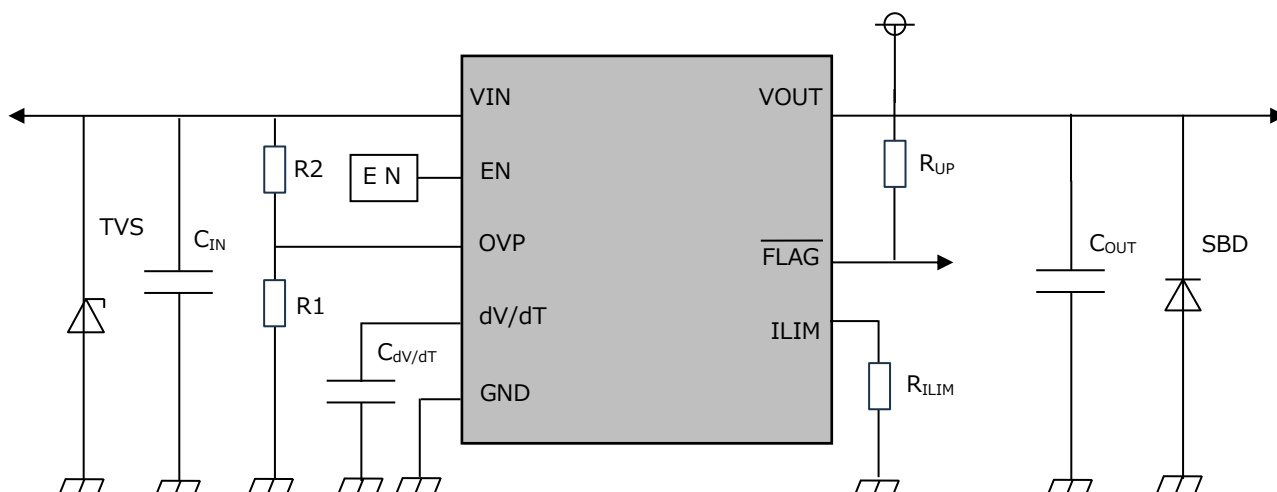 VIN
VOUT
R2
E N
EN
R_UP
TVS
C_IN
OVP
FLAG
C_OUT
SBD
R1
dV/dT
ILIM
C_dV/dT
GND
R_ILIM